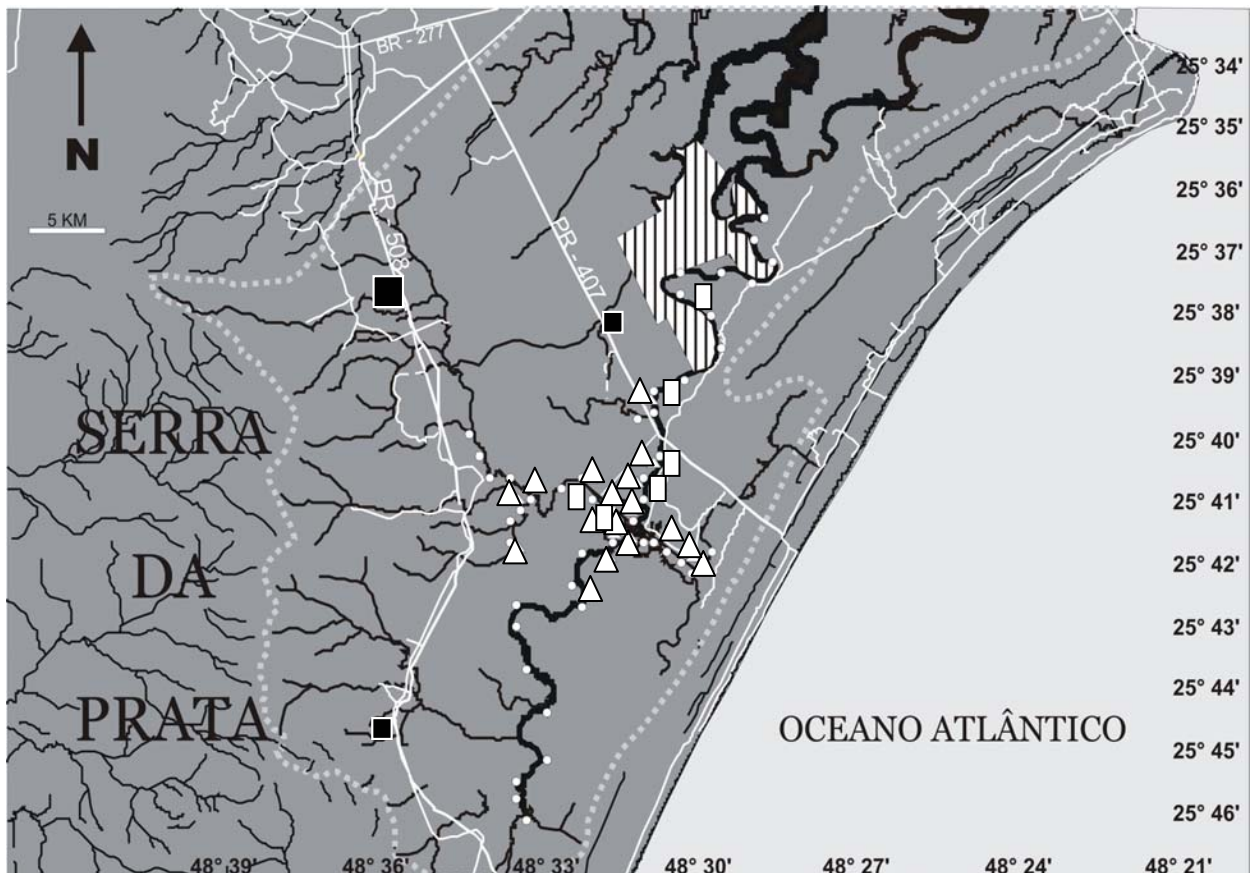 BR - 277
N
5 KM
PR - 508
PR - 407
SERRA
DA
PRATA
OCEANO ATLÂNTICO
25° 34'
25° 35'
25° 36'
25° 37'
25° 38'
25° 39'
25° 40'
25° 41'
25° 42'
25° 43'
25° 44'
25° 45'
25° 46'
48° 39' 48° 36' 48° 33' 48° 30' 48° 27' 48° 24' 48° 21'